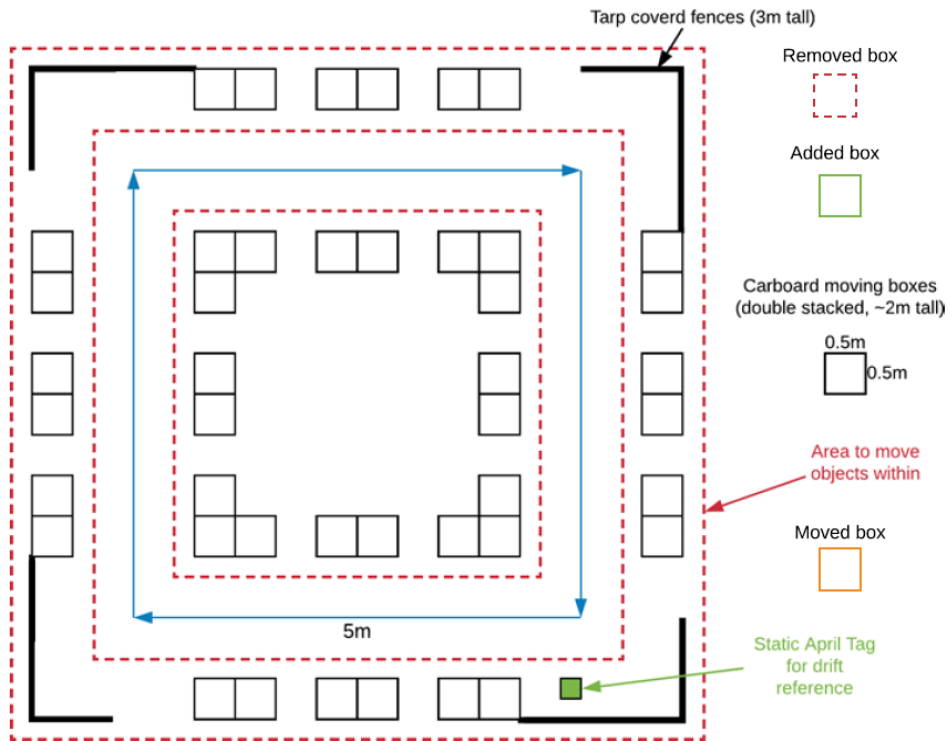 Tarp coverd fences (3m tall)
Removed box
Added box
Carboard moving boxes
(double stacked, ~2m tall)
0.5m
0.5m
Area to move
objects within
Moved box
5m
Static April Tag
for drift
reference